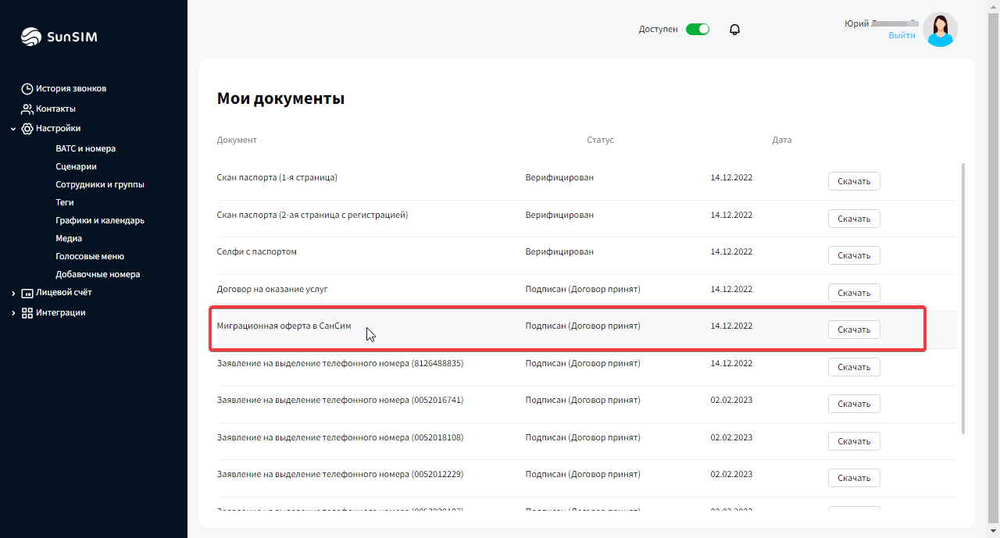 SunSIM
История звонков
Контакты
Настройки
ВАТС и номера
Сценарии
Сотрудники и группы
Теги
Графики и календарь
Медиа
Голосовые меню
Добавочные номера
Лицевой счёт
Интеграции
Доступен
Юрий
Выйти
Мои документы
Документ Статус Дата
Скан паспорта (1-я страница) Верифицирован 14.12.2022 Скачать
Скан паспорта (2-ая страница с регистрацией) Верифицирован 14.12.2022 Скачать
Селфи с паспортом Верифицирован 14.12.2022 Скачать
Договор на оказание услуг Подписан (Договор принят) 14.12.2022 Скачать
Миграционная оферта в СанСим Подписан (Договор принят) 14.12.2022 Скачать
Заявление на выделение телефонного номера (8126488835) Подписан (Договор принят) 14.12.2022 Скачать
Заявление на выделение телефонного номера (0052016741) Подписан (Договор принят) 02.02.2023 Скачать
Заявление на выделение телефонного номера (0052018108) Подписан (Договор принят) 02.02.2023 Скачать
Заявление на выделение телефонного номера (0052012229) Подписан (Договор принят) 02.02.2023 Скачать